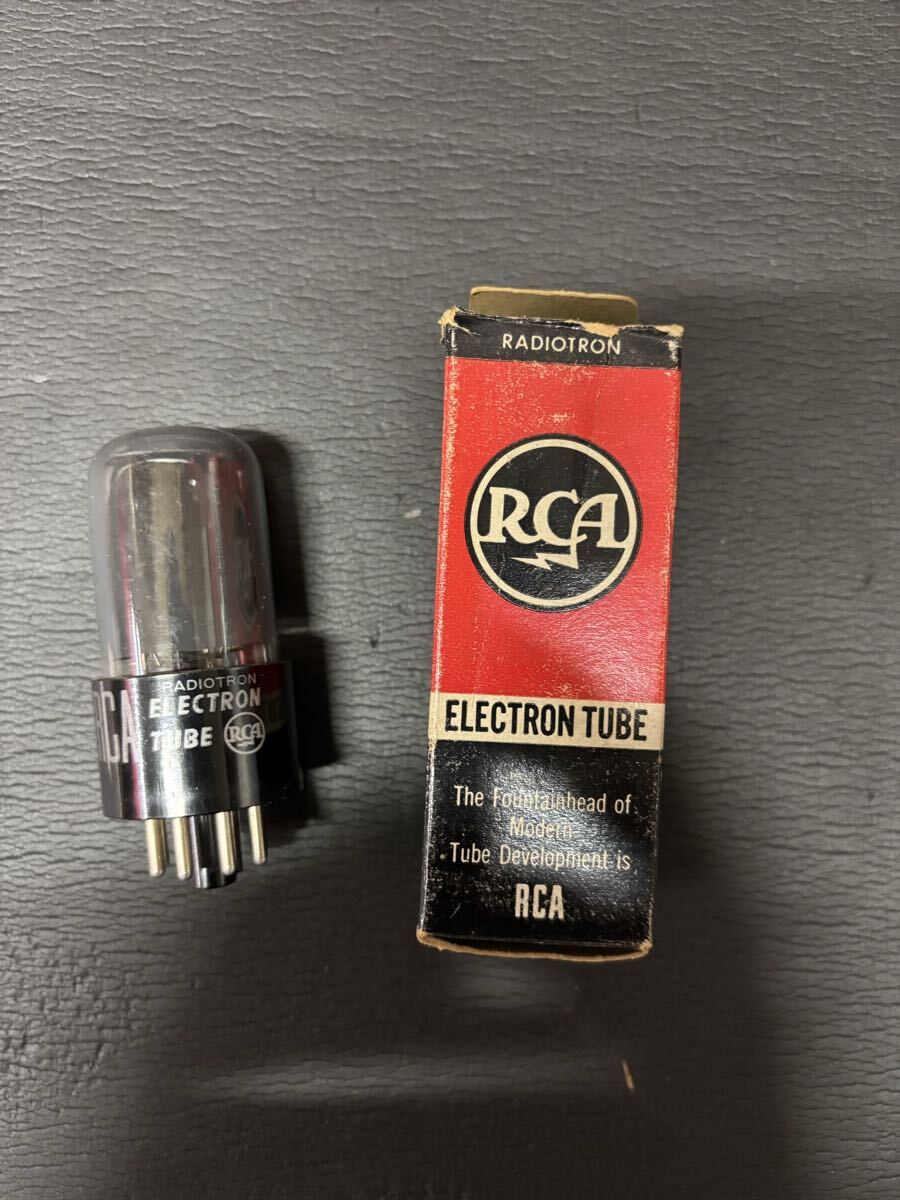 RCA
RADIOTRON
ELECTRON
TUBE RCA
RADIOTRON
RCA
ELECTRON TUBE
The Fountainhead of
Modern
Tube Development is
RCA